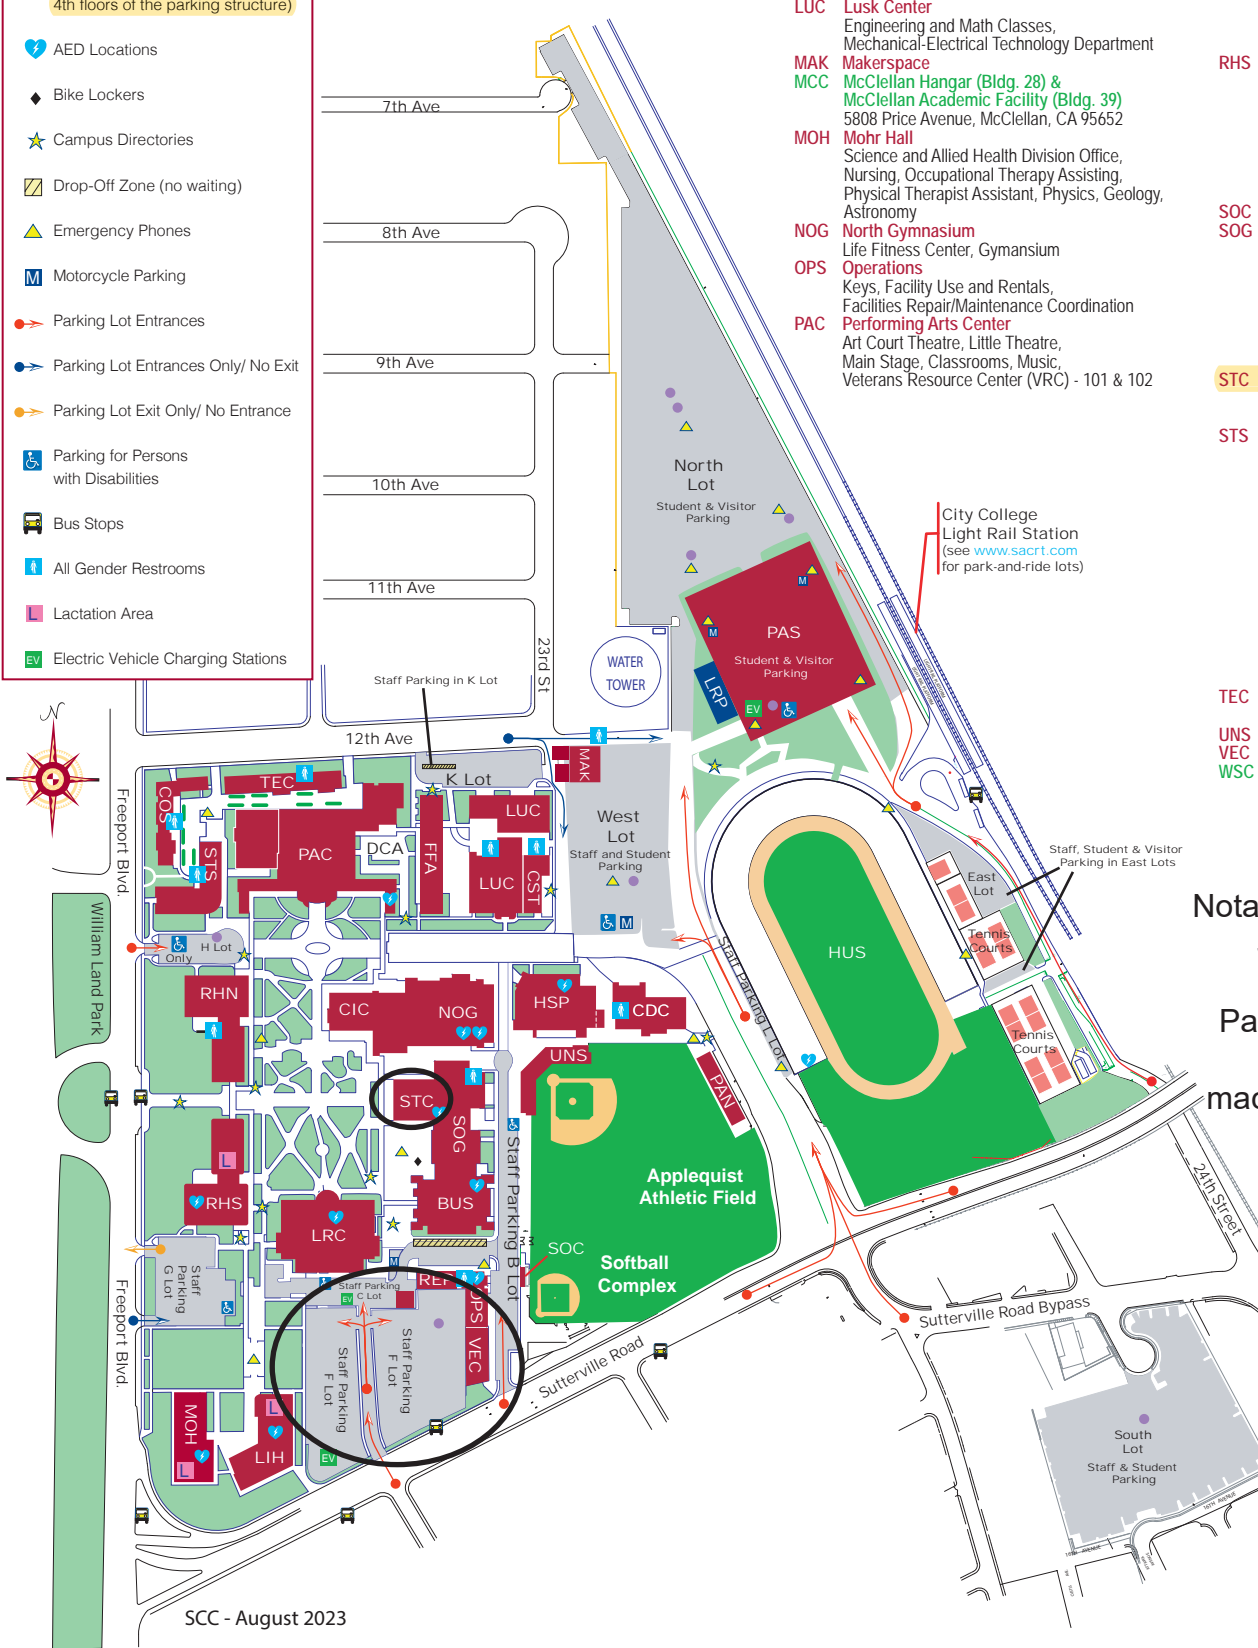 4th floors of the parking structure)
AED Locations
Bike Lockers
Campus Directories
Drop-Off Zone (no waiting)
Emergency Phones
M
Motorcycle Parking
Parking Lot Entrances
Parking Lot Entrances Only/ No Exit
Parking Lot Exit Only/ No Entrance
Parking for Persons
with Disabilities
Bus Stops
All Gender Restrooms
L
Lactation Area
EV
Electric Vehicle Charging Stations
LUC Lusk Center
Engineering and Math Classes,
Mechanical-Electrical Technology Department
MAK Makerspace
MCC McClellan Hangar (Bldg. 28) &
McClellan Academic Facility (Bldg. 39)
5808 Price Avenue, McClellan, CA 95652
MOH Mohr Hall
Science and Allied Health Division Office,
Nursing, Occupational Therapy Assisting,
Physical Therapist Assistant, Physics, Geology,
Astronomy
NOG North Gymnasium
Life Fitness Center, Gymansium
OPS Operations
Keys, Facility Use and Rentals,
Facilities Repair/Maintenance Coordination
PAC Performing Arts Center
Art Court Theatre, Little Theatre,
Main Stage, Classrooms, Music,
Veterans Resource Center (VRC) - 101 & 102
RHS
SOC
SOG
STC
STS
TEC
UNS
VEC
WSC
Nota
Pa
mac
7th Ave
8th Ave
9th Ave
10th Ave
11th Ave
12th Ave
23rd St
North
Lot
Student & Visitor
Parking
City College
Light Rail Station
(see www.sacrt.com
for park-and-ride lots)
WATER
TOWER
M
M
PAS
Student & Visitor
Parking
LRP
EV
Staff Parking in K Lot
N
K Lot
MAK
TEC
COS
STS
PAC
DCA
FFA
LUC
LUC
CST
West
Lot
Staff and Student
Parking
M
Staff, Student & Visitor
Parking in East Lots
East
Lot
Tennis
Courts
Tennis
Courts
HUS
Staff Parking L Lot
Freeport Blvd.
William Land Park
H Lot
Only
RHN
CIC
NOG
HSP
CDC
UNS
PAN
STC
SOG
Staff Parking B Lot
Applequist
Athletic Field
Softball
Complex
SOC
L
RHS
LRC
BUS
M
Staff
Parking
G Lot
Staff Parking
C Lot
EV
OPS
VEC
Staff Parking
F Lot
Staff Parking
F Lot
EV
Freeport Blvd.
MOH
L
L
LIH
Sutterville Road
Sutterville Road Bypass
24th Street
South
Lot
Staff & Student
Parking
16TH AVENUE
SCC - August 2023